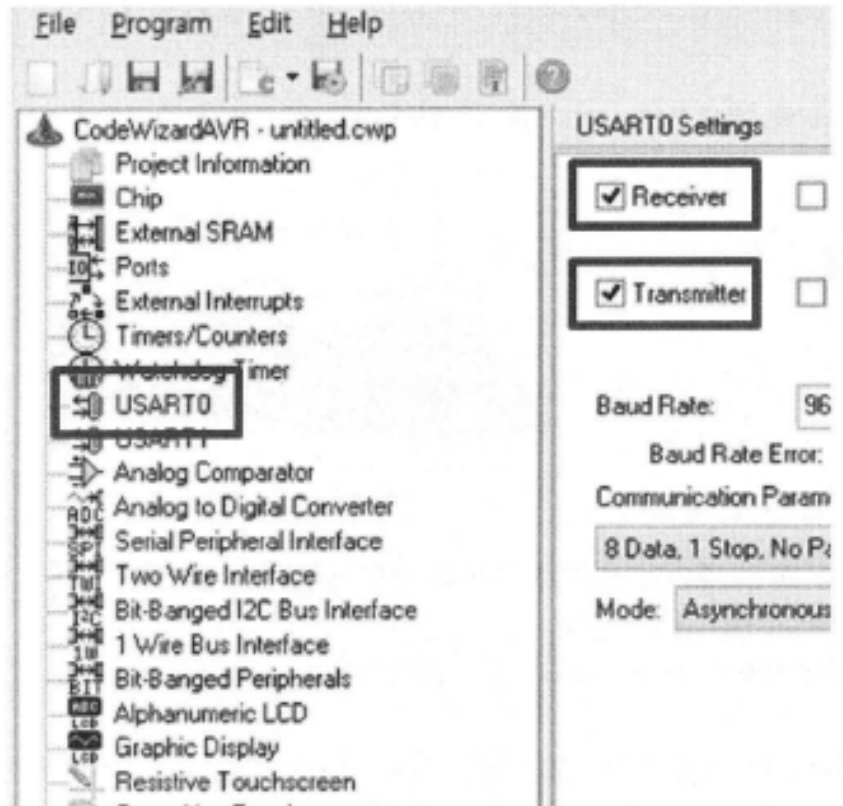 File Program Edit Help
CodeWizardAVR - untitled.cwp
Project Information
Chip
External SRAM
Ports
External Interrupts
Timers/Counters
Watchdog Timer
USART0
USART1
Analog Comparator
Analog to Digital Converter
Serial Peripheral Interface
Two Wire Interface
Bit-Banged I2C Bus Interface
1 Wire Bus Interface
Bit-Banged Peripherals
Alphanumeric LCD
Graphic Display
Resistive Touchscreen
USART0 Settings
Receiver
Transmitter
Baud Rate: 96
Baud Rate Error:
Communication Param
8 Data, 1 Stop, No Pa
Mode: Asynchronous